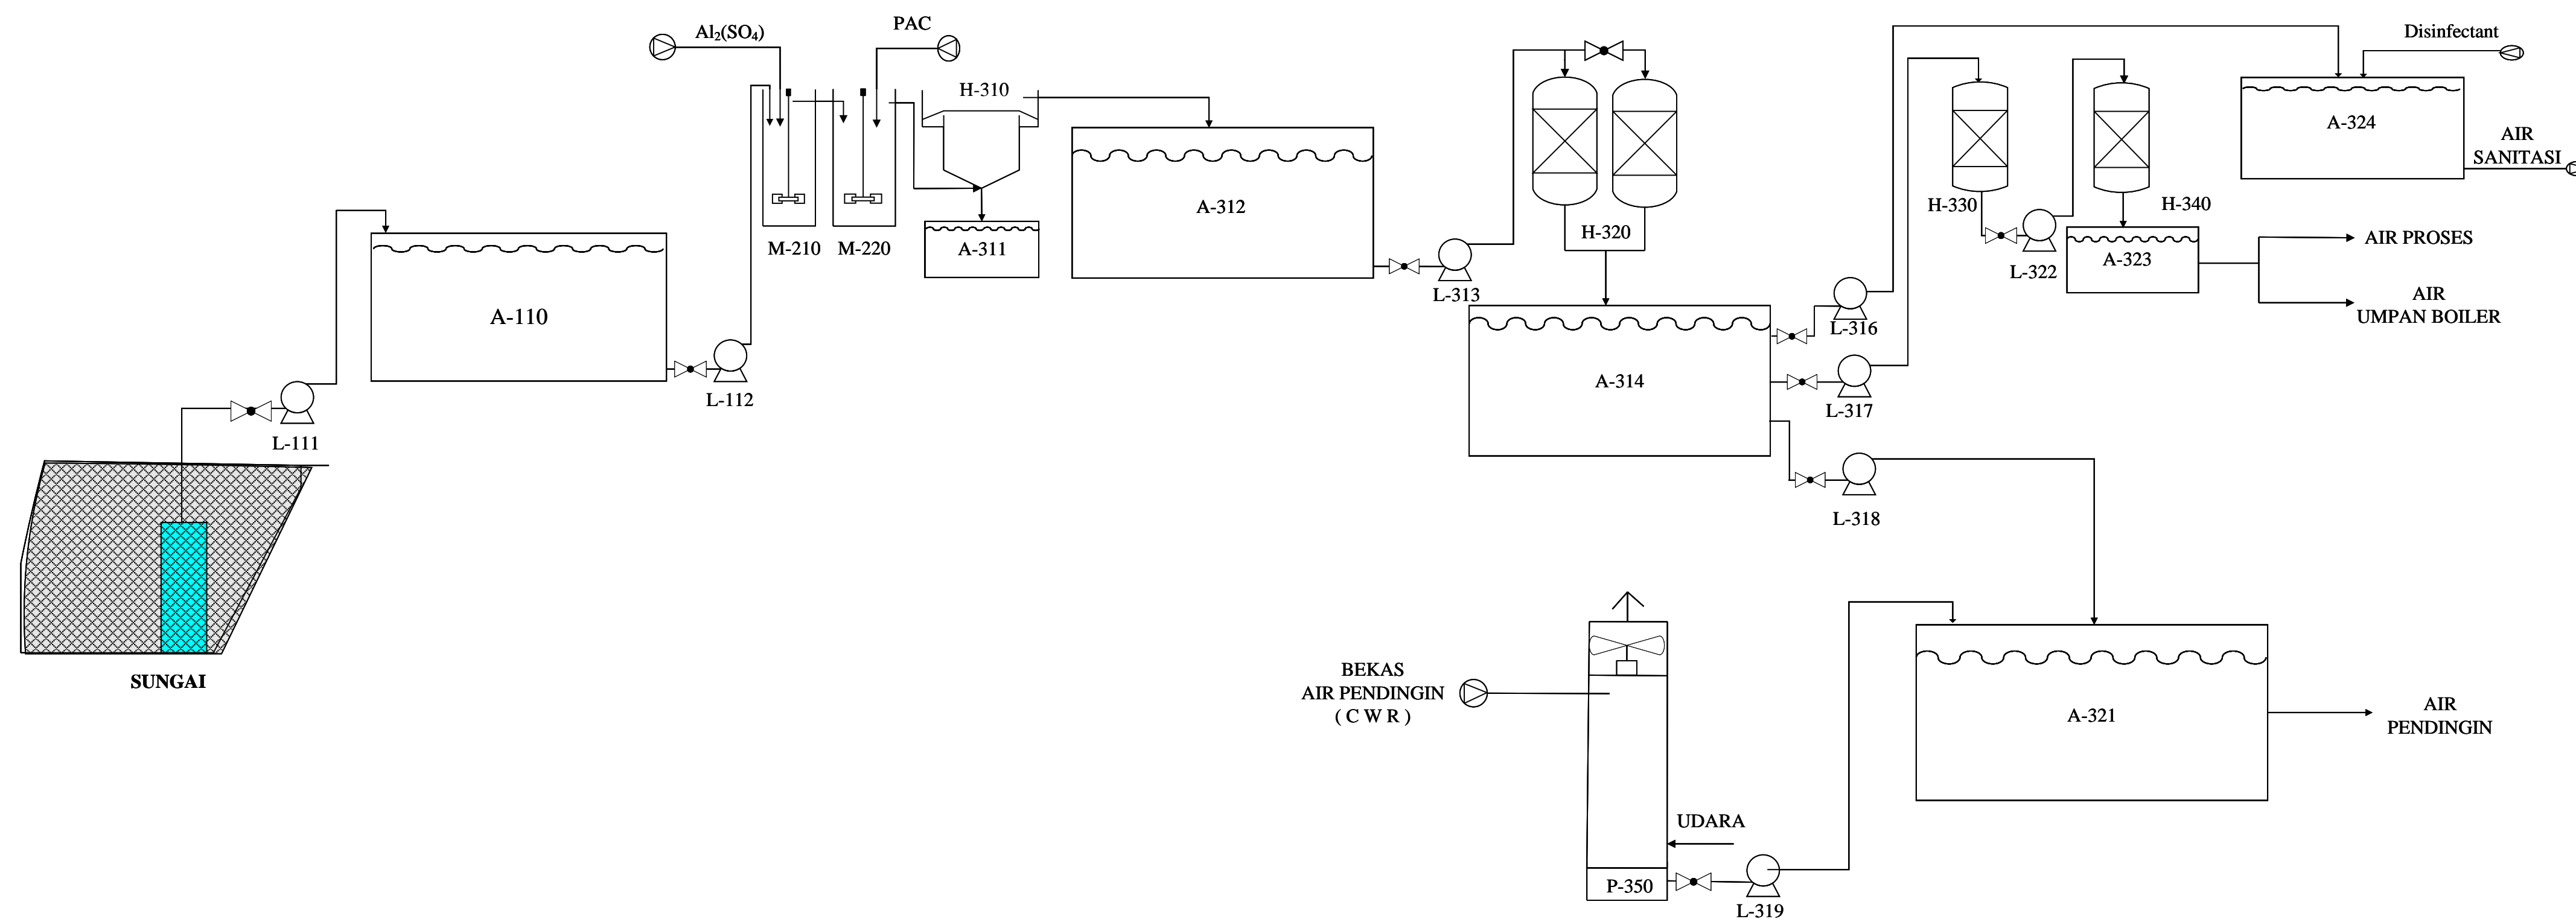 Al₂(SO₄)
PAC
H-310
M-210
M-220
A-311
A-110
L-111
L-112
SUNGAI
A-312
L-313
H-320
A-314
L-316
L-317
L-318
H-330
L-322
H-340
A-323
AIR PROSES
AIR
UMPAN BOILER
Disinfectant
A-324
AIR
SANITASI
BEKAS
AIR PENDINGIN
( C W R )
UDARA
P-350
L-319
A-321
AIR
PENDINGIN